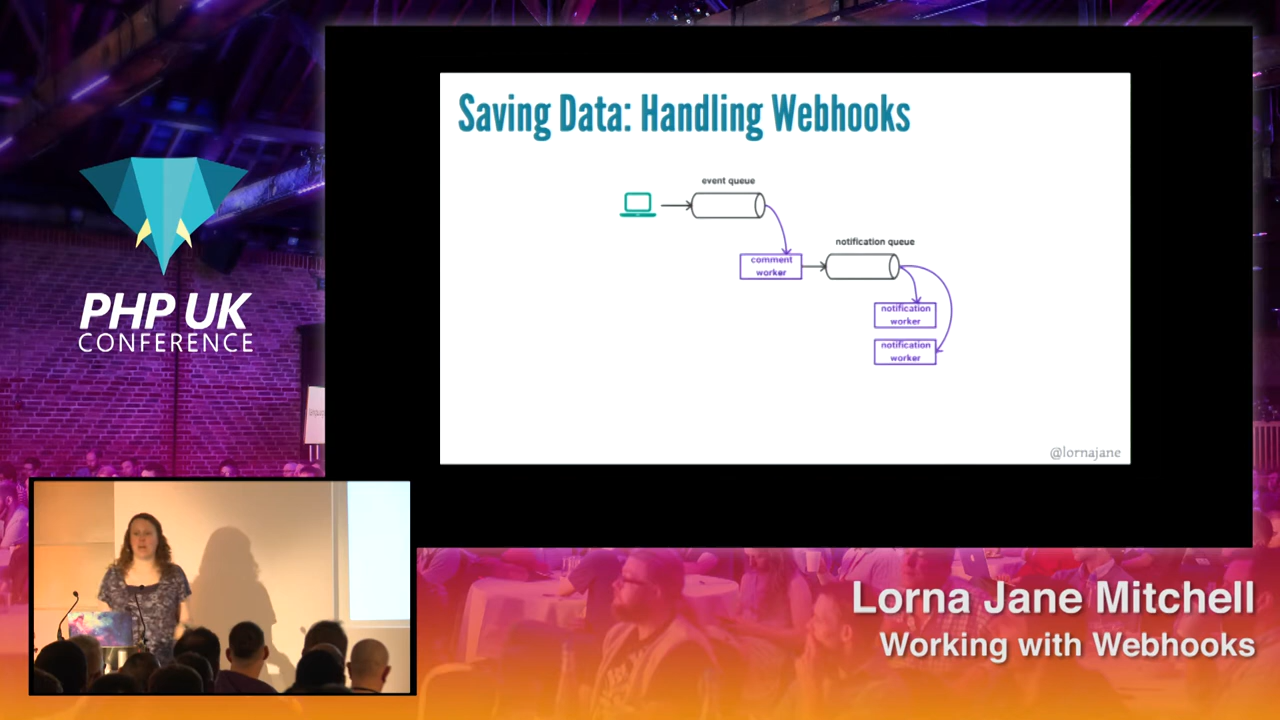 Saving Data: Handling Webhooks
event queue
notification queue
comment
worker
notification
worker
notification
worker
@lornajane
PHP UK
CONFERENCE
Lorna Jane Mitchell
Working with Webhooks